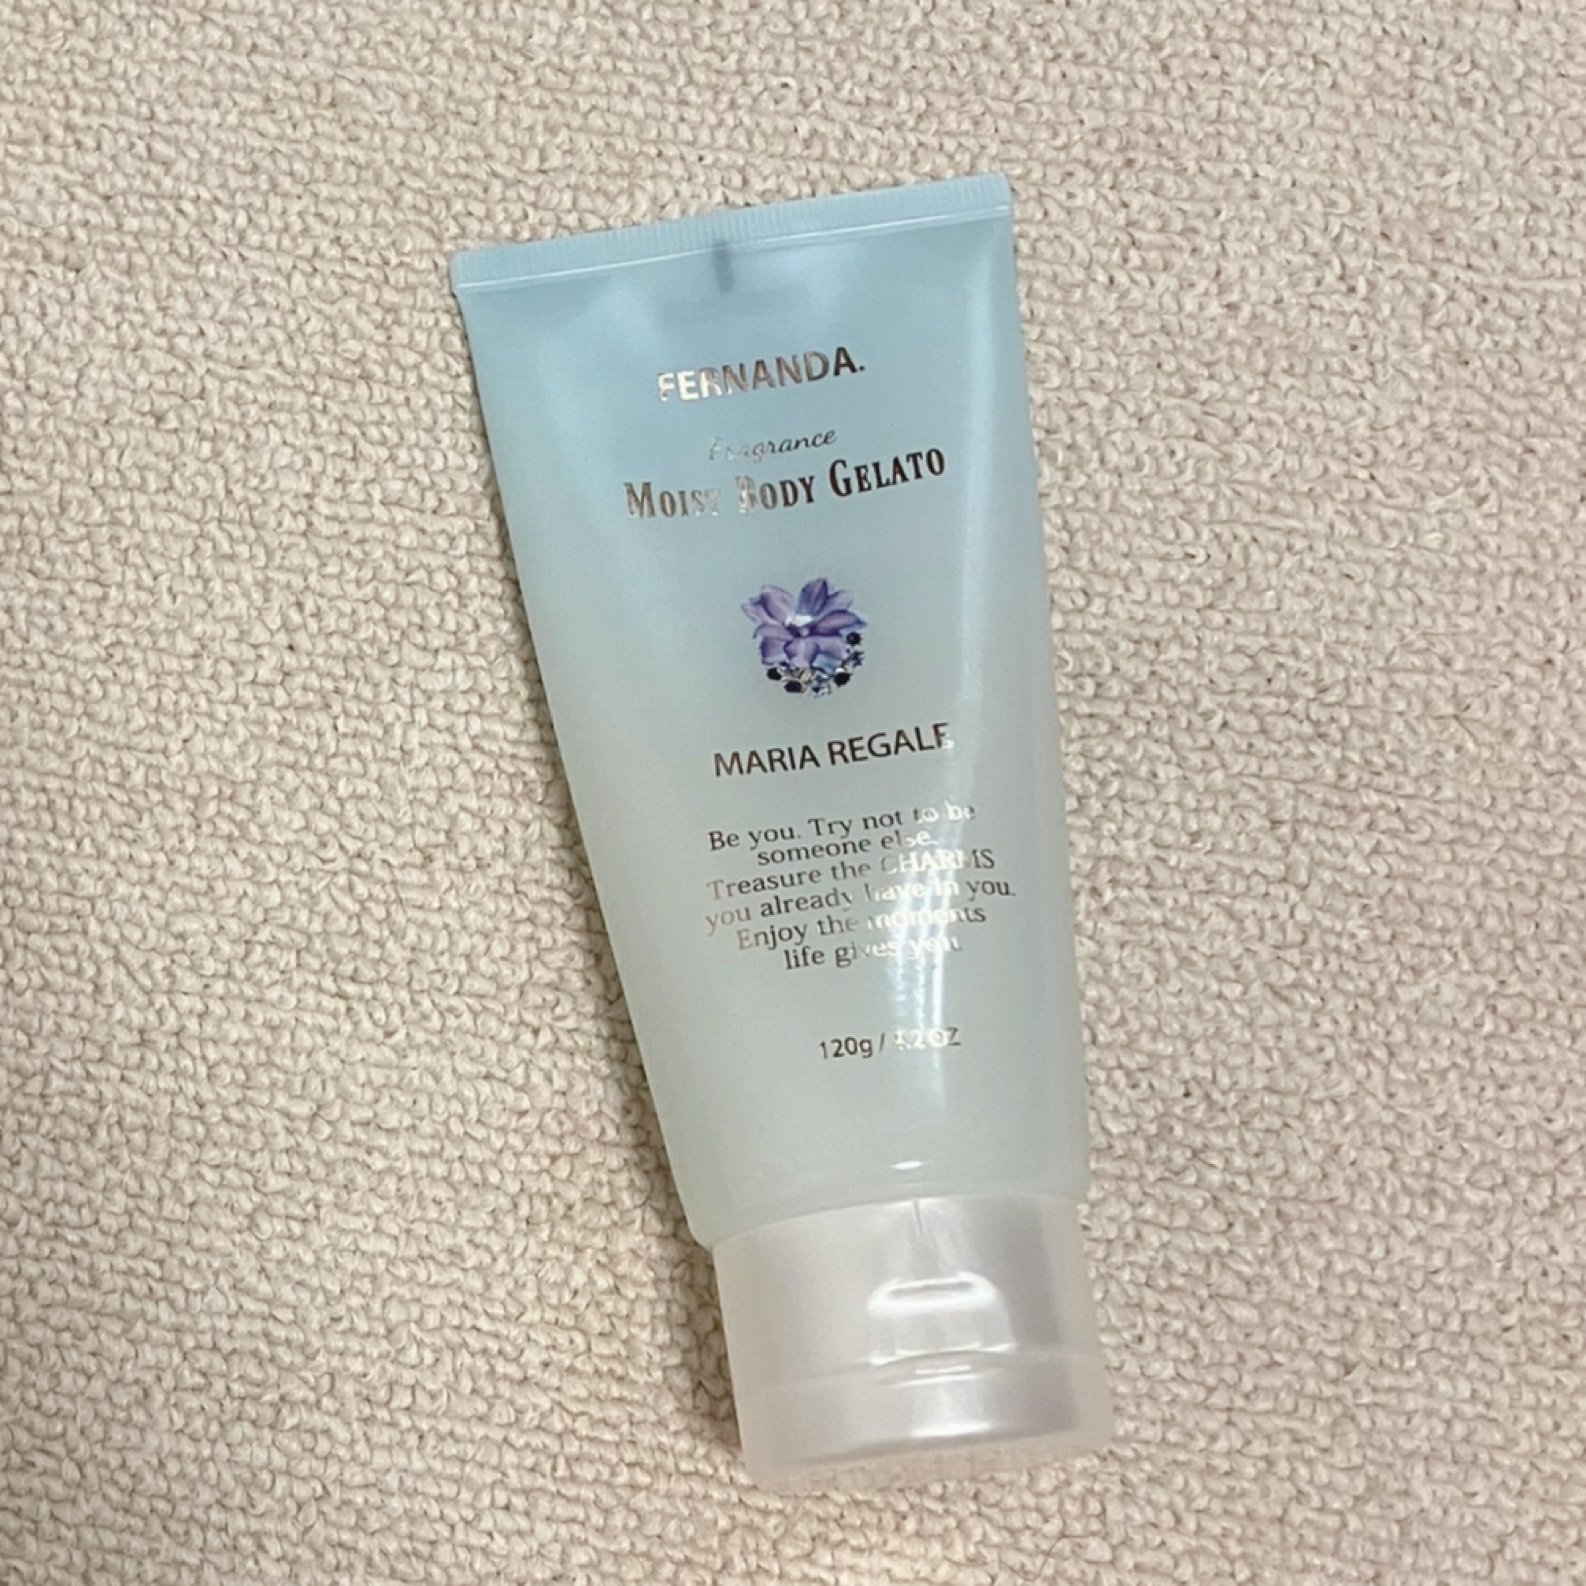 FERNANDA.
Fragrance
MOIST BODY GELATO
MARIA REGALE
Be you. Try not to be
someone else.
Treasure the CHARMS
you already have in you.
Enjoy the moments
life gives you.
120g / 4.2 OZ